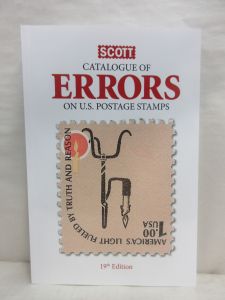 SCOTT
CATALOGUE OF
ERRORS
ON U.S. POSTAGE STAMPS
AMERICA'S LIGHT FUELED BY TRUTH AND REASON
1.00
USA
19th Edition